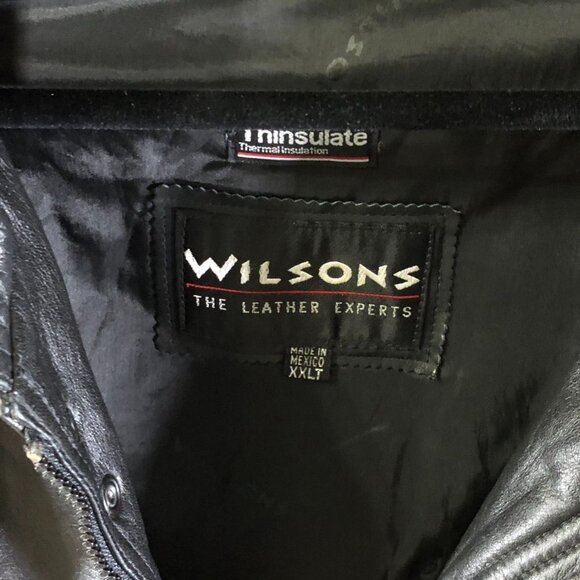 Thinsulate
Thermal Insulation
WILSONS
THE LEATHER EXPERTS
MADE IN
MEXICO
XXLT